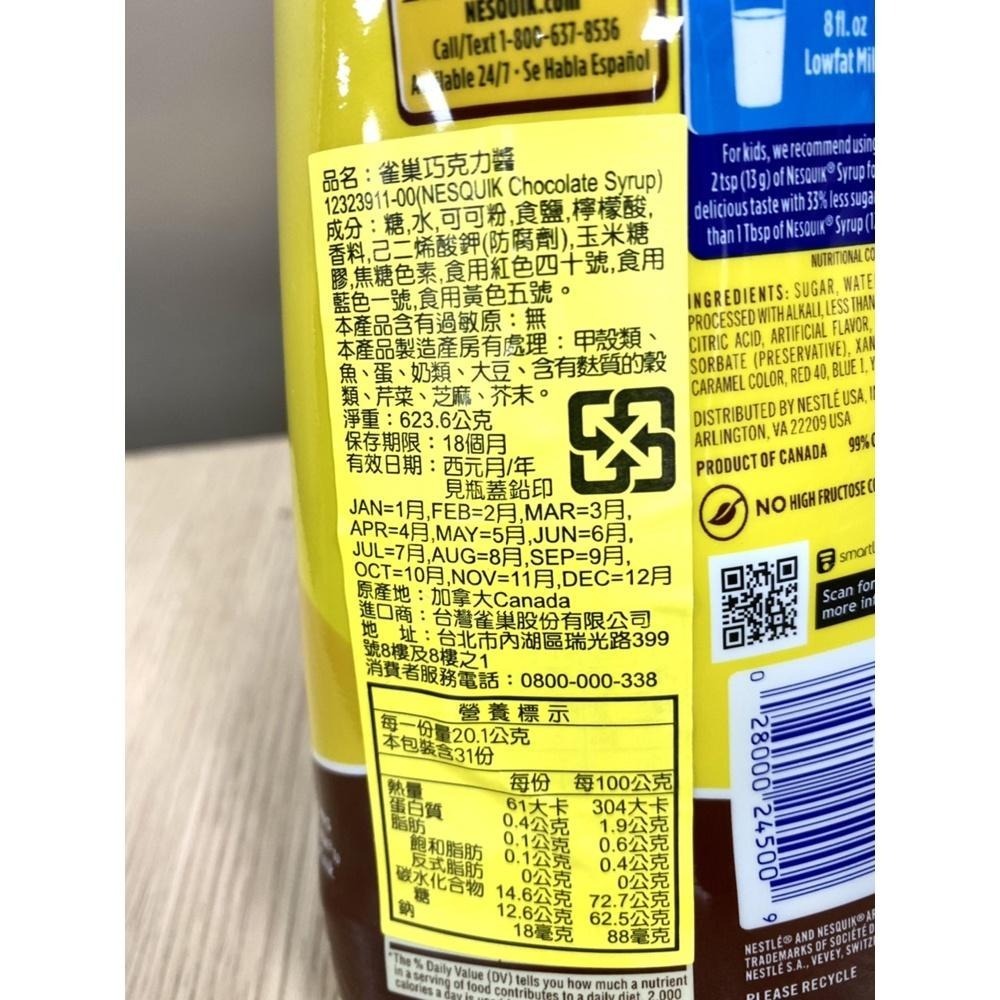 NESQUIK.com
Call/Text 1-800-637-8536
Available 24/7 · Se Habla Español
8 fl. oz
Lowfat
For kids, we recommend using
2 tsp (13 g) of NESQUIK® Syrup
delicious taste with 33% less
than 1 Tbsp of NESQUIK® Syrup
品名：雀巢巧克力醬
12323911-00(NESQUIK Chocolate Syrup)
成分：糖,水,可可粉,食鹽,檸檬酸,
香料,己二烯酸鉀(防腐劑),玉米糖
膠,焦糖色素,食用紅色四十號,食用
藍色一號,食用黃色五號。
本產品含有過敏原：無
本產品製造產房有處理：甲殼類、
魚、蛋、奶類、大豆、含有麩質的穀
類、芹菜、芝麻、芥末。
淨重：623.6公克
保存期限：18個月
有效日期：西元月/年
見瓶蓋鉛印
JAN=1月,FEB=2月,MAR=3月,
APR=4月,MAY=5月,JUN=6月,
JUL=7月,AUG=8月,SEP=9月,
OCT=10月,NOV=11月,DEC=12月
原產地：加拿大Canada
進口商：台灣雀巢股份有限公司
地 址：台北市內湖區瑞光路399
號8樓及8樓之1
消費者服務電話：0800-000-338
營養標示
每一份量20.1公克
本包裝含31份
每份 每100公克
熱量 61大卡 304大卡
蛋白質 0.4公克 1.9公克
脂肪 0.1公克 0.6公克
飽和脂肪 0.1公克 0.4公克
反式脂肪 0公克 0公克
碳水化合物 14.6公克 72.7公克
糖 12.6公克 62.5公克
鈉 18毫克 88毫克
NUTRITIONAL
INGREDIENTS: SUGAR,
PROCESSED WITH ALKALI, LESS THAN
CITRIC ACID, ARTIFICIAL FLAVOR,
SORBATE (PRESERVATIVE),
CARAMEL COLOR, RED 40, BLUE 1,
DISTRIBUTED BY NESTLÉ USA,
ARLINGTON, VA 22209 USA
PRODUCT OF CANADA 99%
NO HIGH FRUCTOSE
Scan for
more
0 28000 24500 9
NESTLÉ® AND NESQUIK®
TRADEMARKS OF SOCIÉTÉ
NESTLÉ S.A., VEVEY,
PLEASE RECYCLE
*The % Daily Value (DV) tells you how much a nutrient
in a serving of food contributes to a daily diet. 2,000
calories a day is